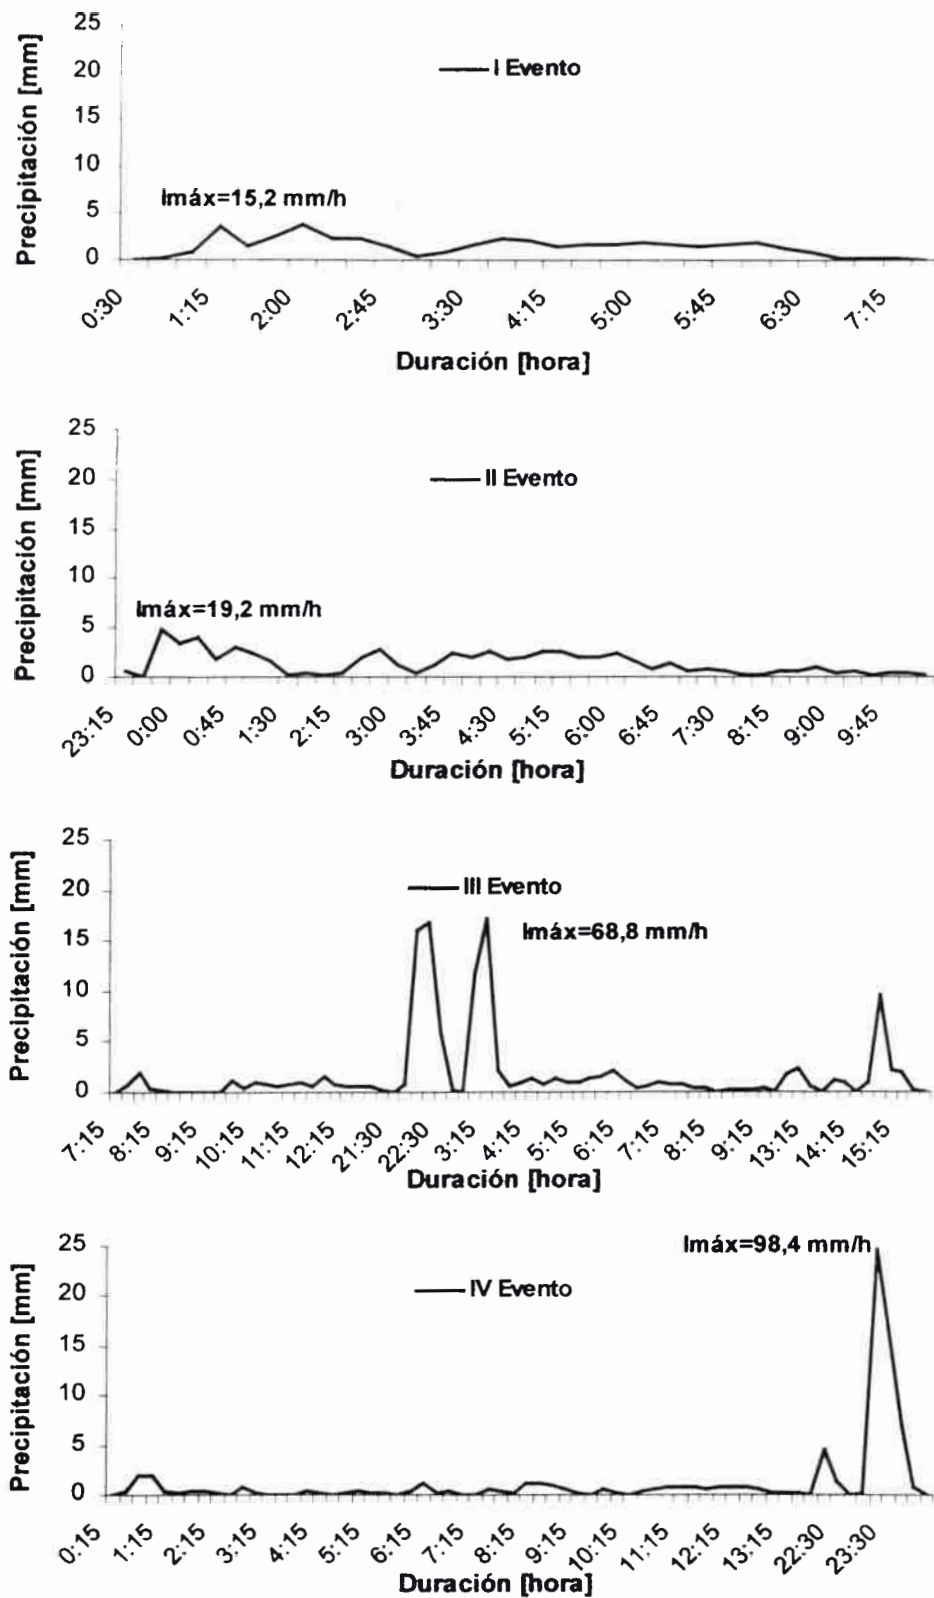 25
20
15
10
5
0
Precipitación [mm]
I Evento
Imáx=15,2 mm/h
0:30 1:15 2:00 2:45 3:30 4:15 5:00 5:45 6:30 7:15
Duración [hora]
25
20
15
10
5
0
Precipitación [mm]
II Evento
Imáx=19,2 mm/h
23:15 0:00 0:45 1:30 2:15 3:00 3:45 4:30 5:15 6:00 6:45 7:30 8:15 9:00 9:45
Duración [hora]
25
20
15
10
5
0
Precipitación [mm]
III Evento
Imáx=68,8 mm/h
7:15 8:15 9:15 10:15 11:15 12:15 21:30 22:30 3:15 4:15 5:15 6:15 7:15 8:15 9:15 13:15 14:15 15:15
Duración [hora]
25
20
15
10
5
0
Precipitación [mm]
Imáx=98,4 mm/h
IV Evento
0:15 1:15 2:15 3:15 4:15 5:15 6:15 7:15 8:15 9:15 10:15 11:15 12:15 13:15 22:30 23:30
Duración [hora]